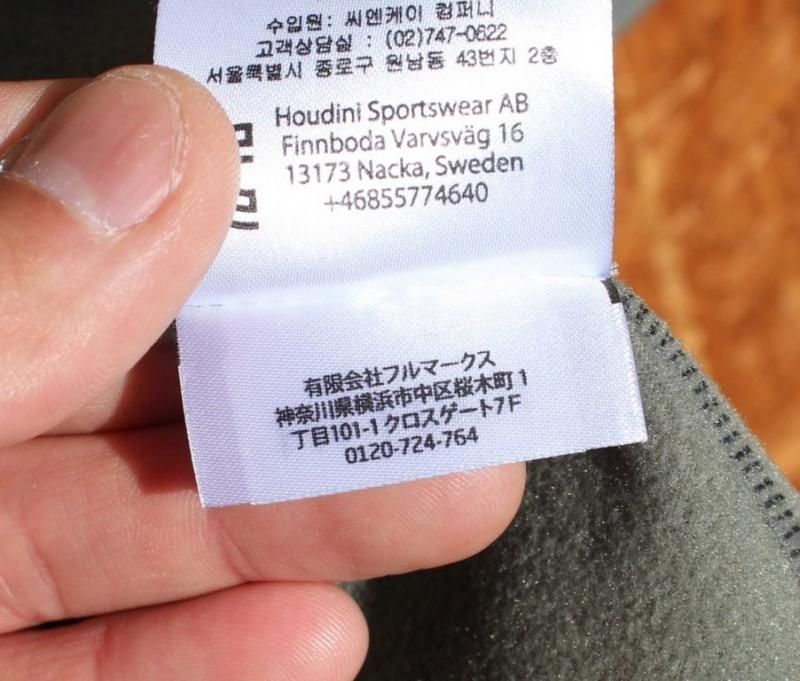 수입원: 씨엔케이 컴퍼니
고객상담실 : (02)747-0622
서울특별시 종로구 원남동 43번지 2층
Houdini Sportswear AB
Finnboda Varvsväg 16
13173 Nacka, Sweden
+46855774640
有限会社フルマークス
神奈川県横浜市中区桜木町1
丁目101-1 クロスゲート7F
0120-724-764